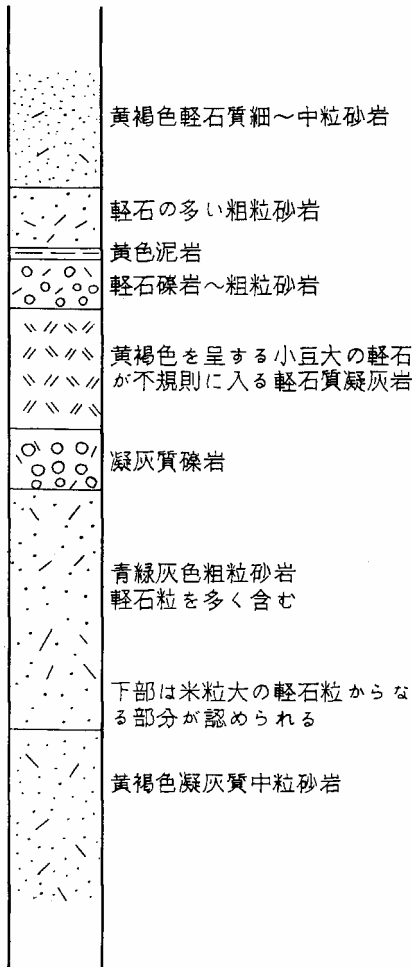 黄褐色軽石質細〜中粒砂岩
軽石の多い粗粒砂岩
黄色泥岩
軽石礫岩〜粗粒砂岩
黄褐色を呈する小豆大の軽石
が不規則に入る軽石質凝灰岩
凝灰質礫岩
青緑灰色粗粒砂岩
軽石粒を多く含む
下部は米粒大の軽石粒からな
る部分が認められる
黄褐色凝灰質中粒砂岩